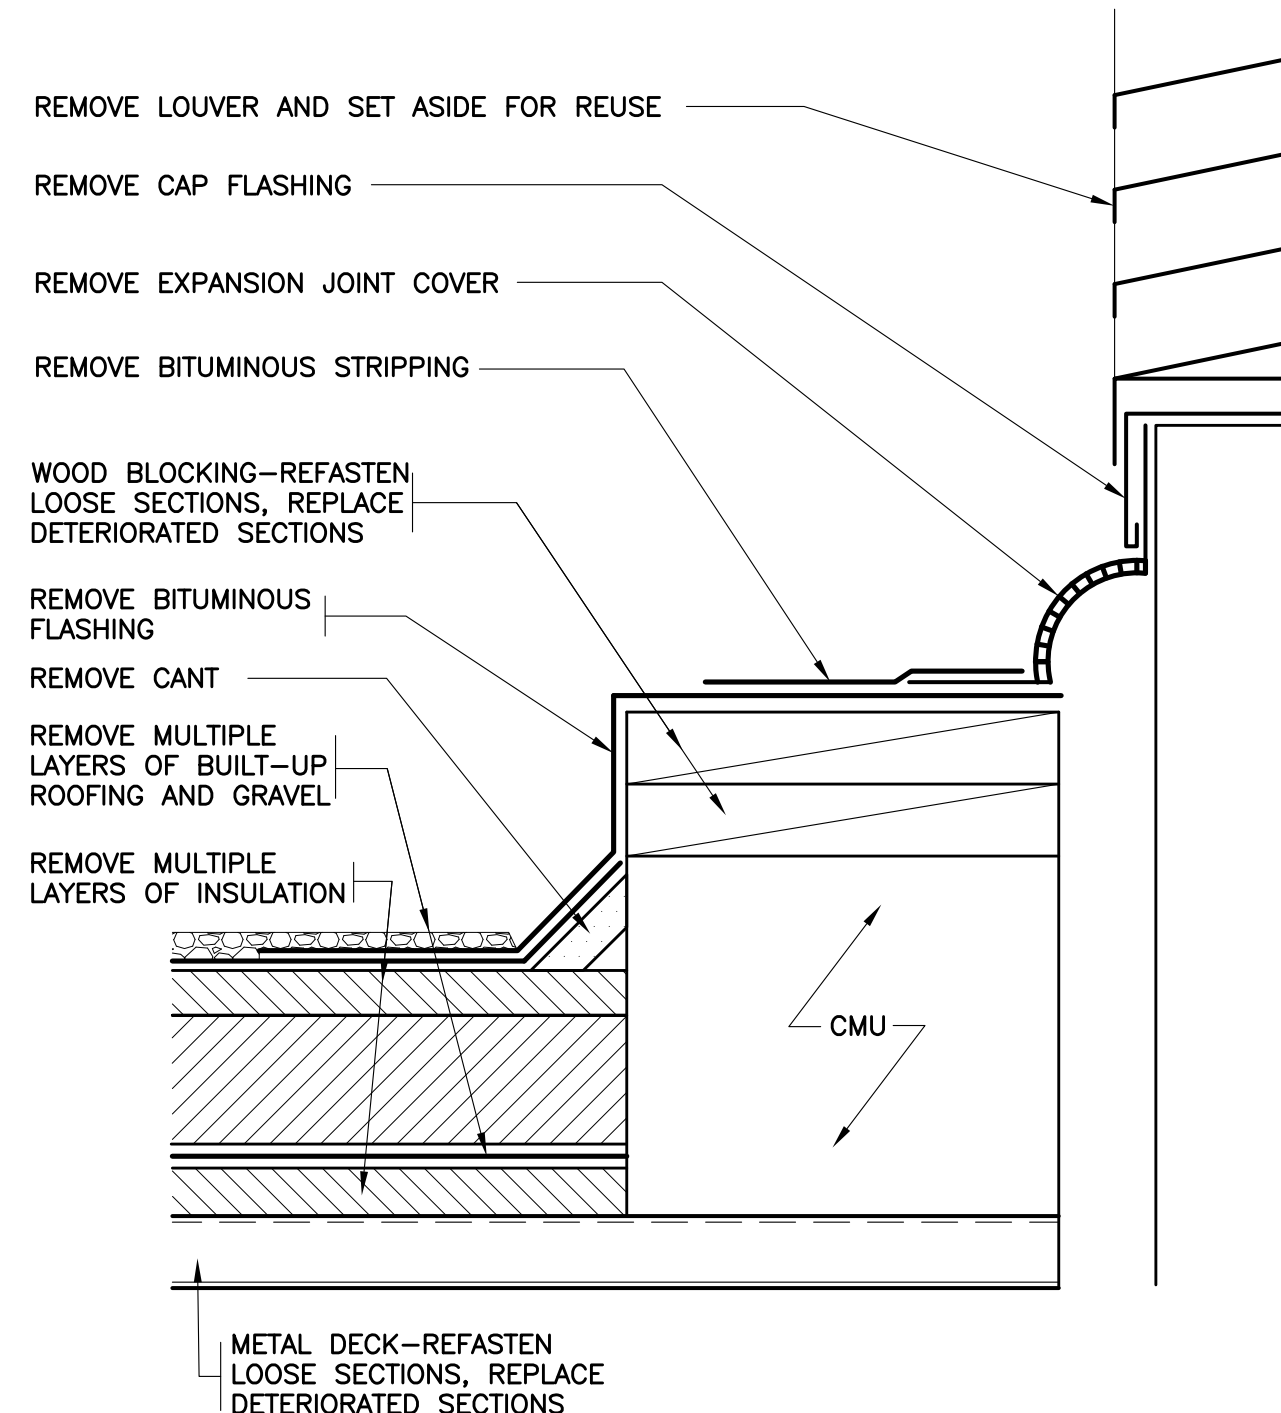 REMOVE LOUVER AND SET ASIDE FOR REUSE
REMOVE CAP FLASHING
REMOVE EXPANSION JOINT COVER
REMOVE BITUMINOUS STRIPPING
WOOD BLOCKING-REFASTEN
LOOSE SECTIONS, REPLACE
DETERIORATED SECTIONS
REMOVE BITUMINOUS
FLASHING
REMOVE CANT
REMOVE MULTIPLE
LAYERS OF BUILT-UP
ROOFING AND GRAVEL
REMOVE MULTIPLE
LAYERS OF INSULATION
CMU
METAL DECK-REFASTEN
LOOSE SECTIONS, REPLACE
DETERIORATED SECTIONS